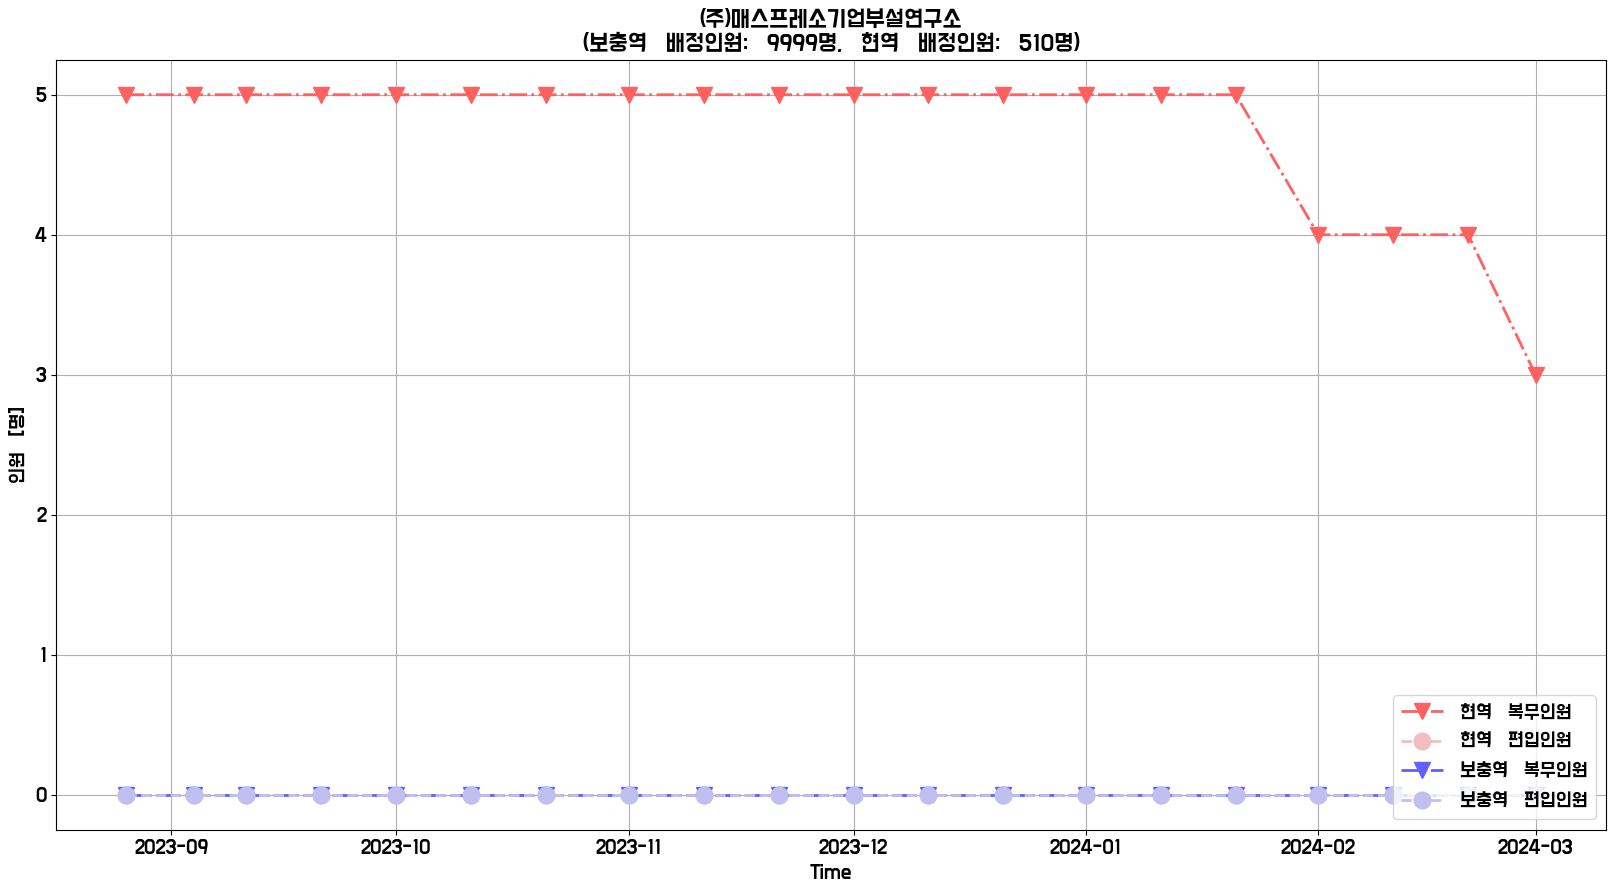 (주)매스프레소기업부설연구소
(보충역 배정인원: 9999명, 현역 배정인원: 510명)
인원 [명]
5
4
3
2
1
0
현역 복무인원
현역 편입인원
보충역 복무인원
보충역 편입인원
2023-09 2023-10 2023-11 2023-12 2024-01 2024-02 2024-03
Time